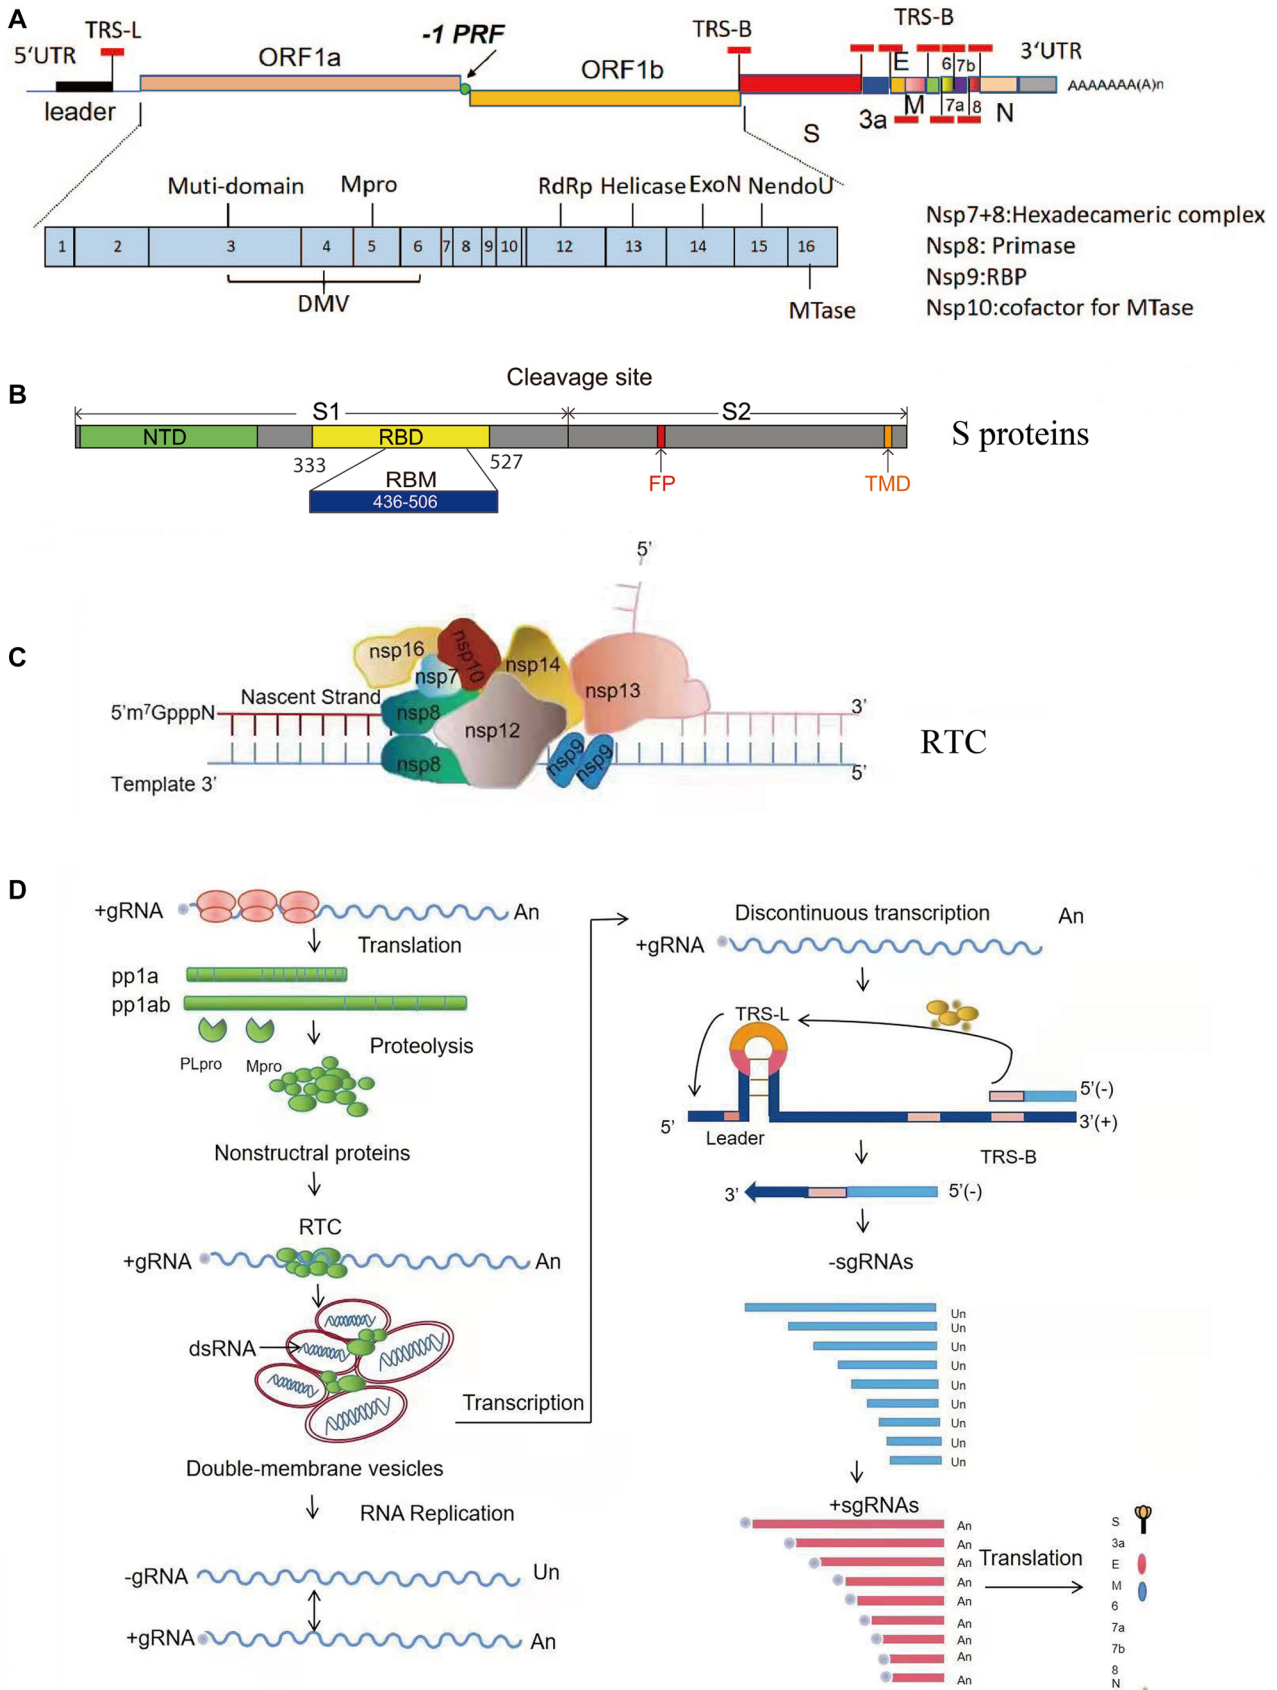 A
TRS-L
-1 PRF
TRS-B
TRS-B
5‘UTR
ORF1a
ORF1b
E
6
7b
3‘UTR
leader
S
3a
M
7a
8
N
AAAAAAA(A)n
Muti-domain
Mpro
RdRp
Helicase
ExoN
NendoU
1
2
3
4
5
6
7
8
9
10
12
13
14
15
16
DMV
MTase
Nsp7+8:Hexadecameric complex
Nsp8: Primase
Nsp9:RBP
Nsp10:cofactor for MTase
B
Cleavage site
S1
S2
NTD
RBD
S proteins
333
527
RBM
436-506
FP
TMD
C
5’
nsp16
nsp10
nsp7
nsp14
nsp13
Nascent Strand
5’m⁷GpppN
nsp8
nsp12
3’
RTC
nsp8
nsp9
nsp9
5’
Template 3’
D
+gRNA
An
Translation
pp1a
pp1ab
PLpro
Mpro
Proteolysis
Nonstructral proteins
RTC
+gRNA
An
dsRNA
Transcription
Double-membrane vesicles
RNA Replication
-gRNA
Un
+gRNA
An
Discontinuous transcription
An
+gRNA
TRS-L
5’(-)
5’
3’(+)
Leader
TRS-B
3’
5’(-)
-sgRNAs
Un
Un
Un
Un
Un
Un
Un
Un
Un
+sgRNAs
An
An
An
An
An
An
An
An
An
Translation
S
3a
E
M
6
7a
7b
8
N